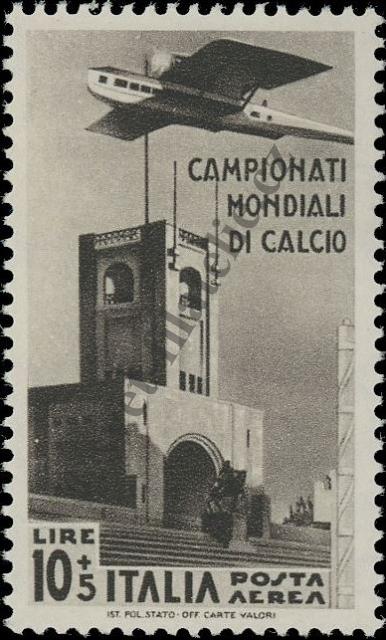 CAMPIONATI
MONDIALI
DI CALCIO
LIRE
10+5 ITALIA POSTA AEREA
IST. POL. STATO - OFF. CARTE VALORI